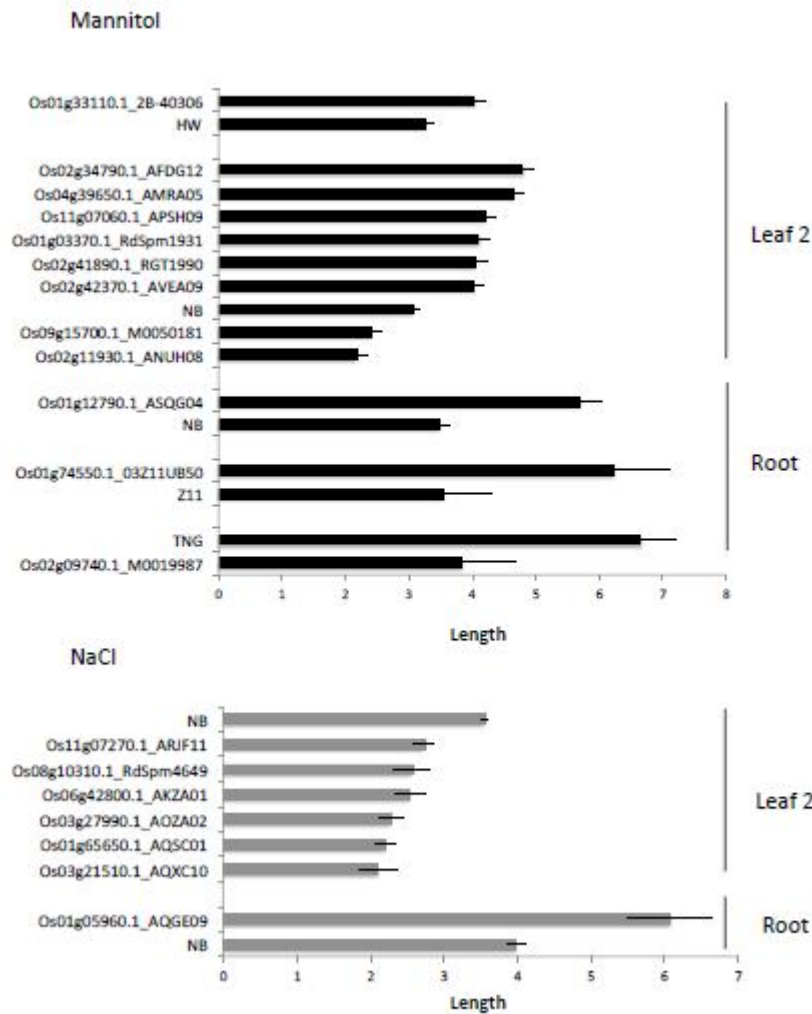 Mannitol
Os01g33110.1_2B-40306
HW
Os02g34790.1_AFDG12
Os04g39650.1_AMRA05
Os11g07060.1_APSH09
Os01g03370.1_RdSpm1931
Os02g41890.1_RGT1990
Os02g42370.1_AVEA09
NB
Os09g15700.1_M0050181
Os02g11930.1_ANUH08
Leaf 2
Os01g12790.1_ASQG04
NB
Os01g74550.1_03Z11UB50
Z11
TNG
Os02g09740.1_M0019987
Root
0 1 2 3 4 5 6 7 8
Length
NaCl
NB
Os11g07270.1_ARJF11
Os08g10310.1_RdSpm4649
Os06g42800.1_AKZA01
Os03g27990.1_AOZA02
Os01g65650.1_AQSC01
Os03g21510.1_AQXC10
Leaf 2
Os01g05960.1_AQGE09
NB
Root
0 1 2 3 4 5 6 7
Length